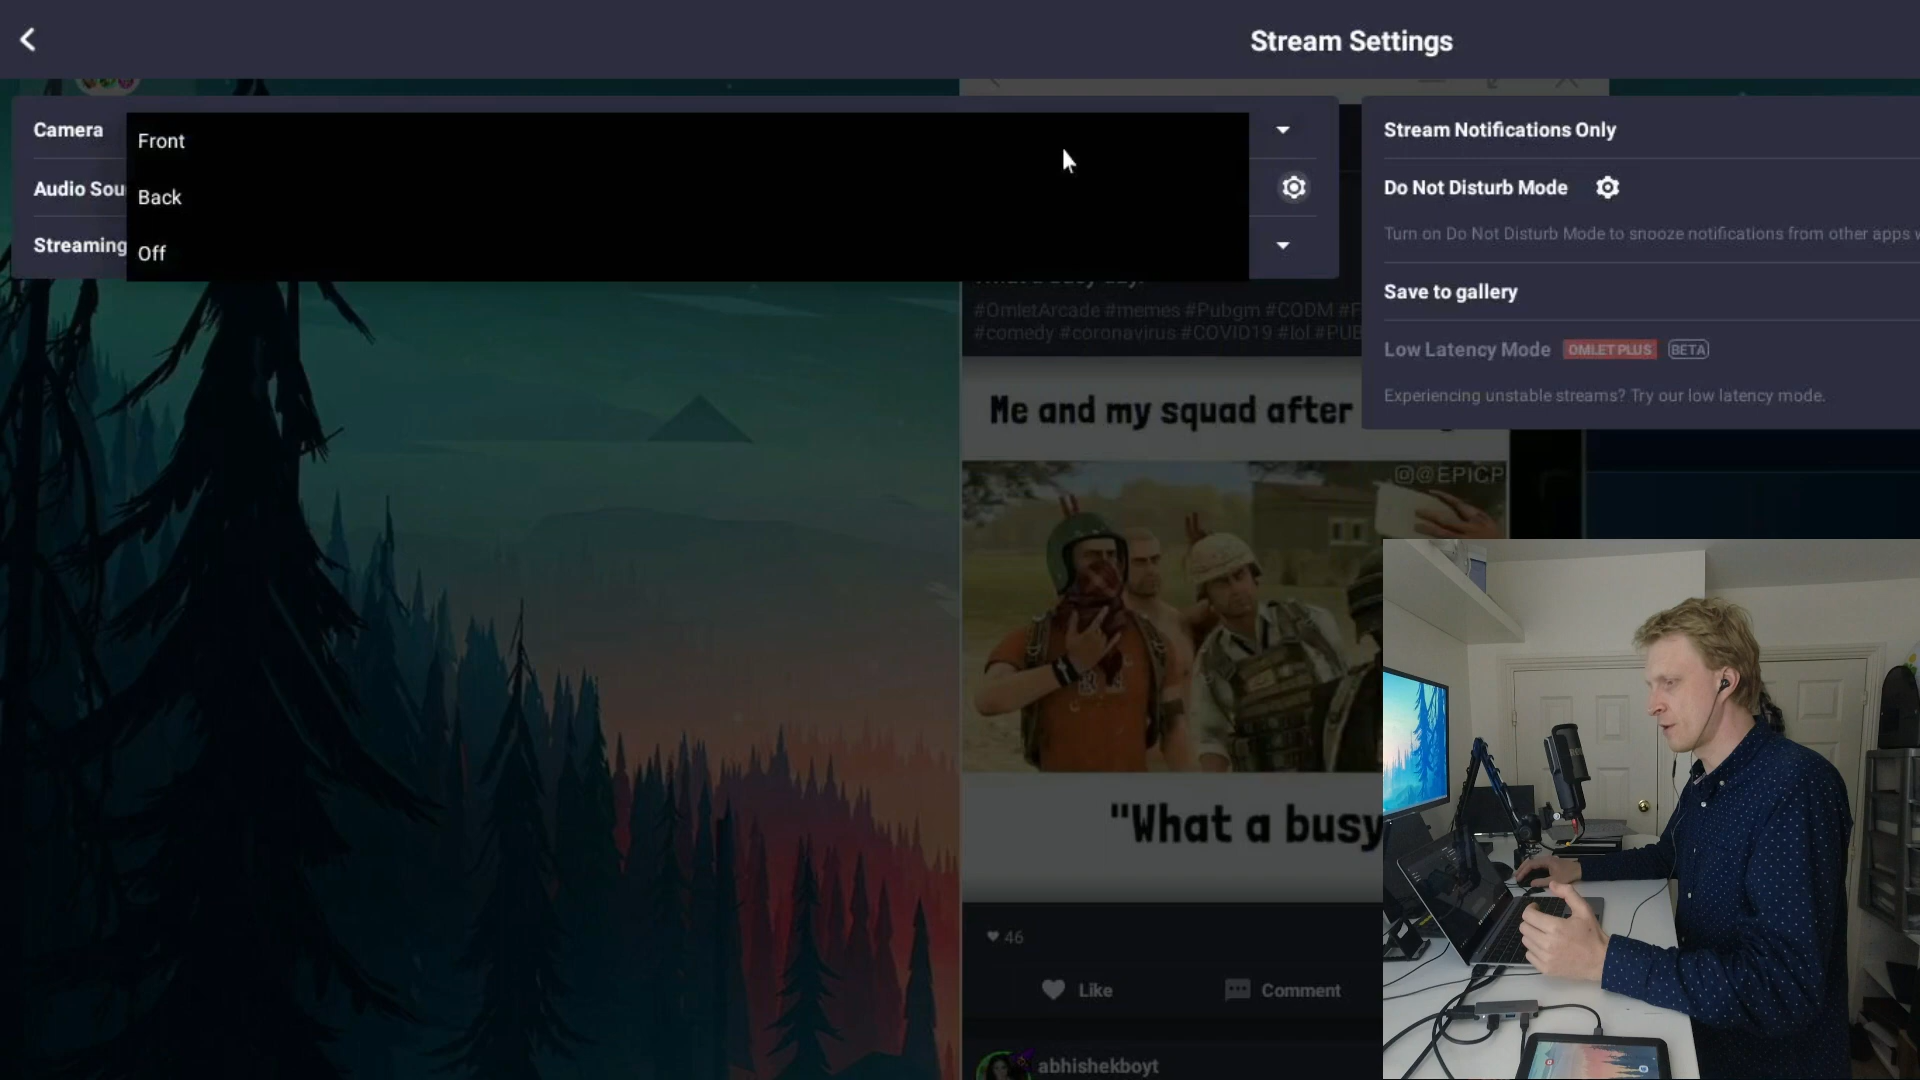 Stream Settings
Camera
Front
Audio Sou
Back
Streaming
Off
Stream Notifications Only
Do Not Disturb Mode
Turn on Do Not Disturb Mode to snooze notifications from other apps
Save to gallery
Low Latency Mode OMLET PLUS BETA
Experiencing unstable streams? Try our low latency mode.
#OmletArcade #memes #Pubgm #CODM #F
#comedy #coronavirus #COVID19 #lol #PUB
Me and my squad after
@EPICP
"What a busy
46
Like
Comment
abhishekboyt